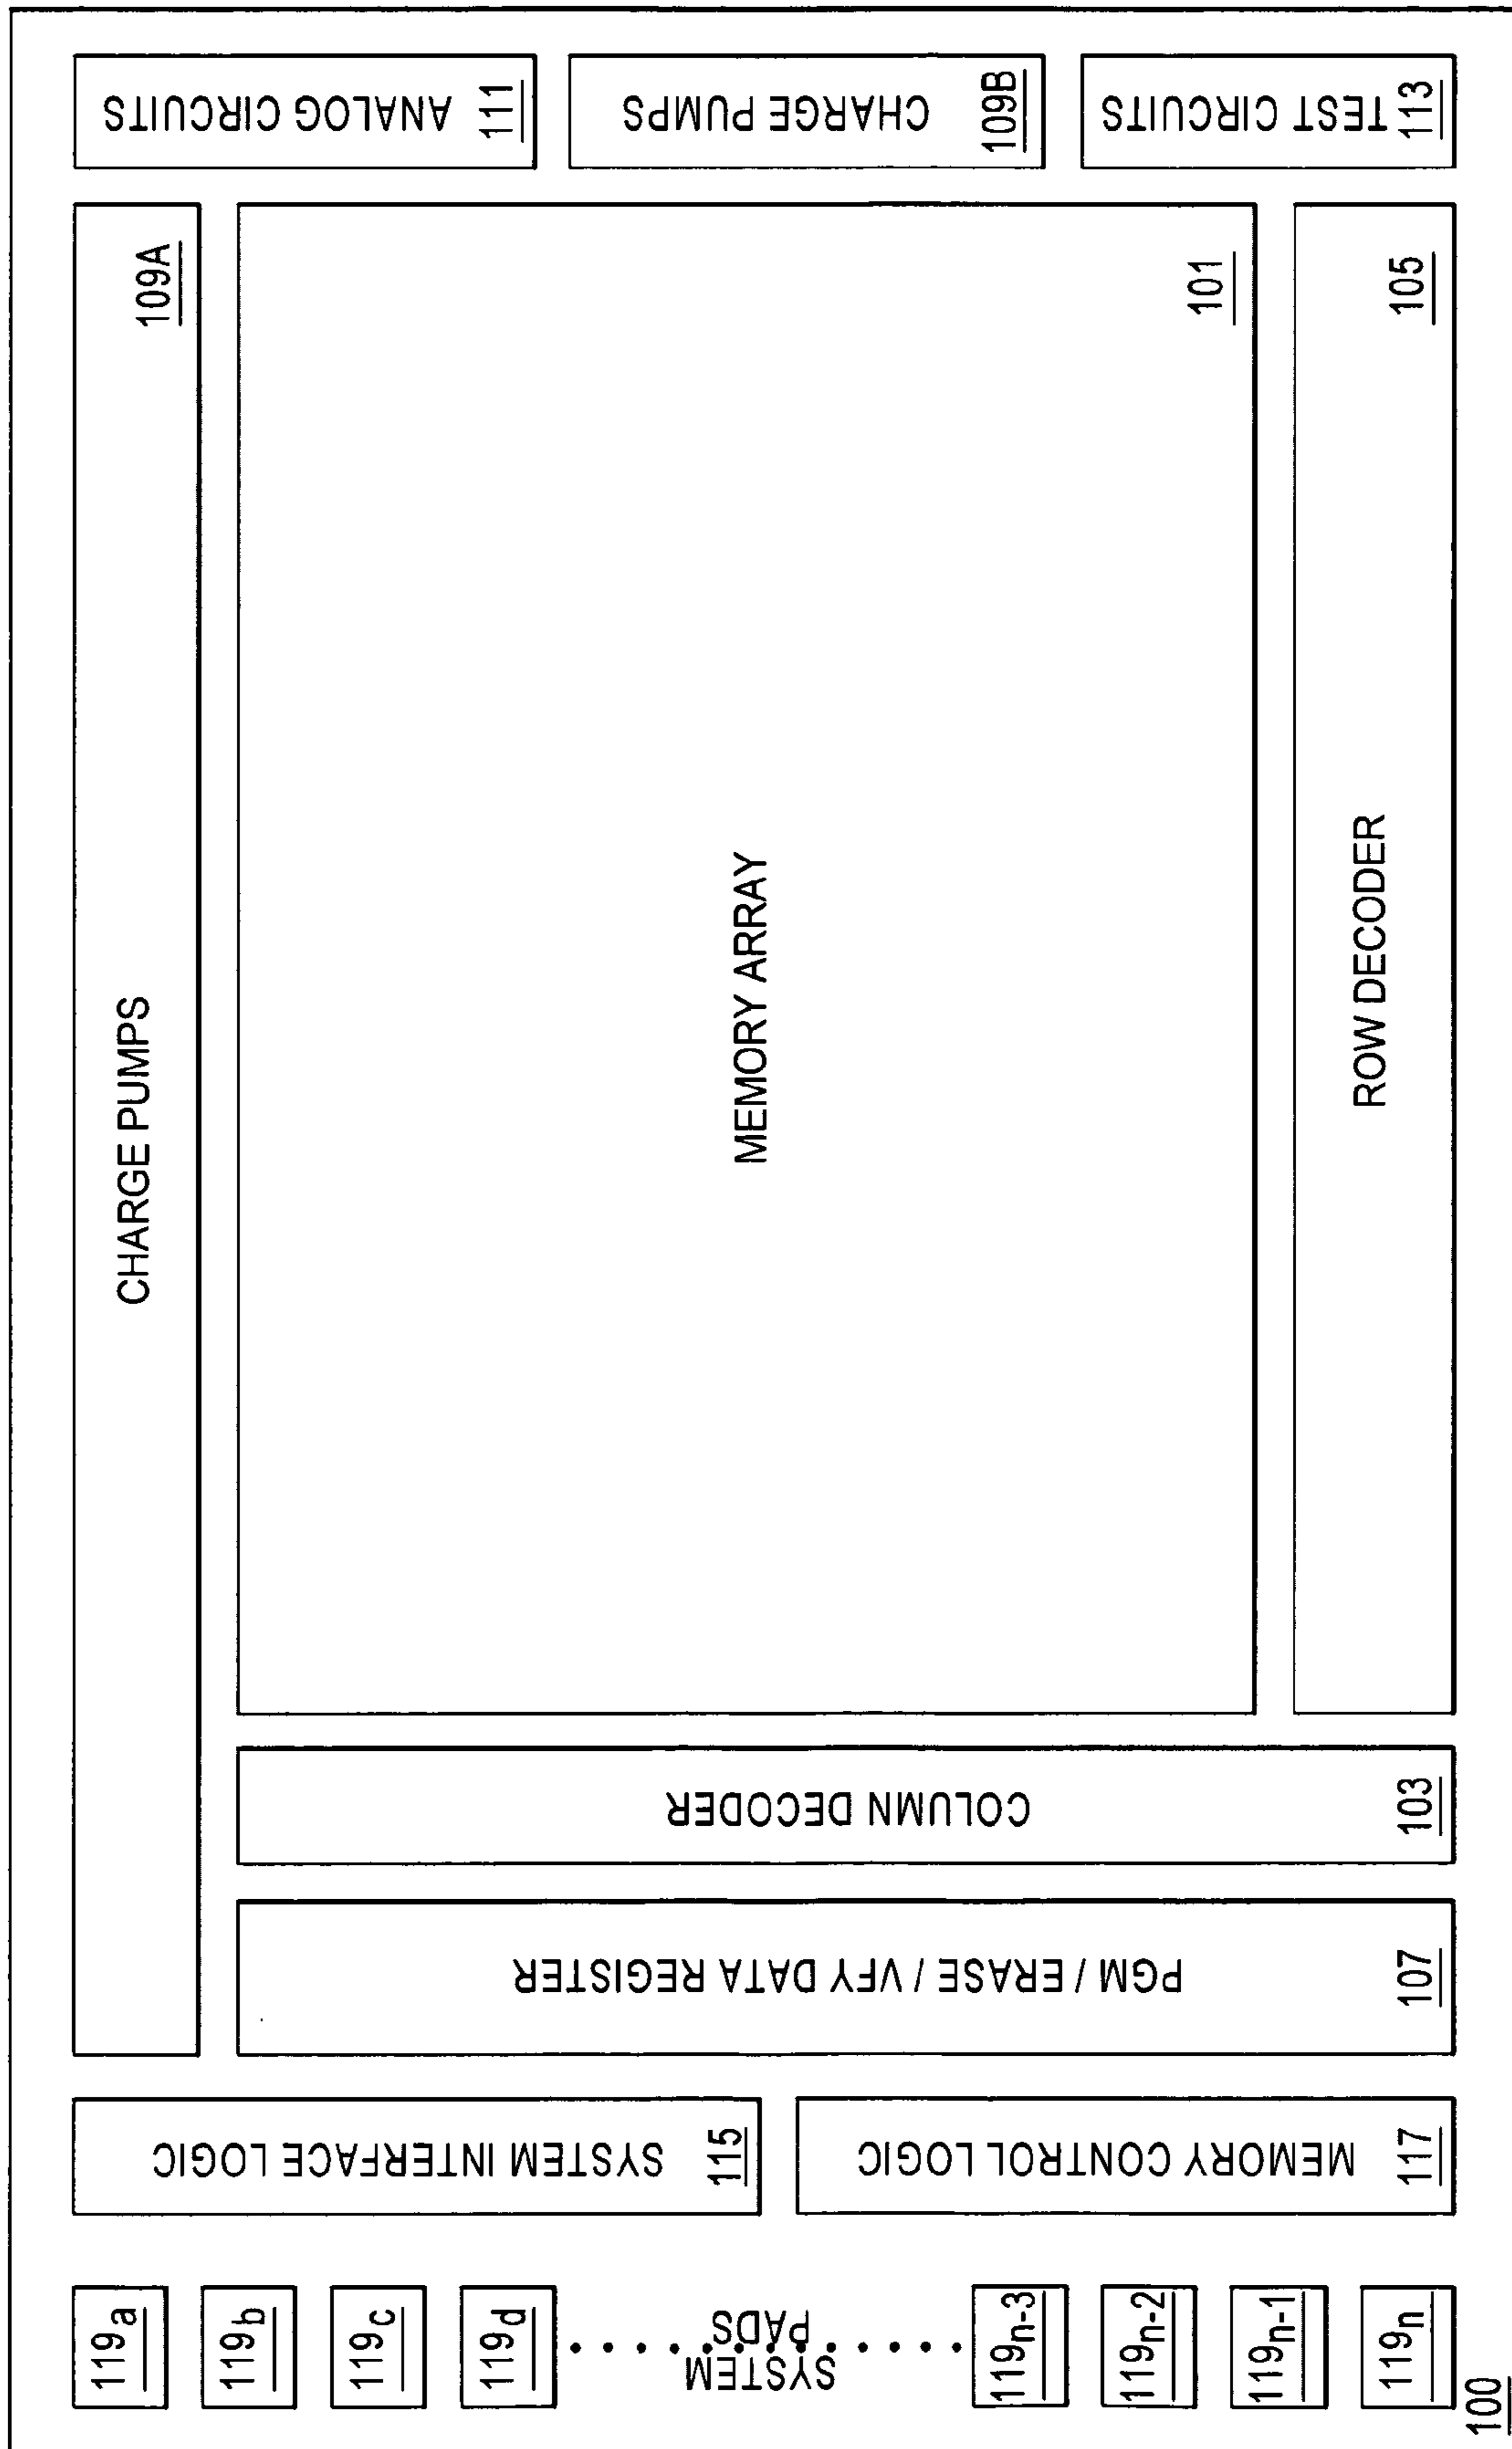 CHARGE PUMPS
109A
ANALOG CIRCUITS
111
CHARGE PUMPS
109B
TEST CIRCUITS
113
MEMORY ARRAY
101
ROW DECODER
105
COLUMN DECODER
103
PGM / ERASE / VFY DATA REGISTER
107
SYSTEM INTERFACE LOGIC
115
MEMORY CONTROL LOGIC
117
119a
119b
119c
119d
SYSTEM
PADS
119n-3
119n-2
119n-1
119n
100